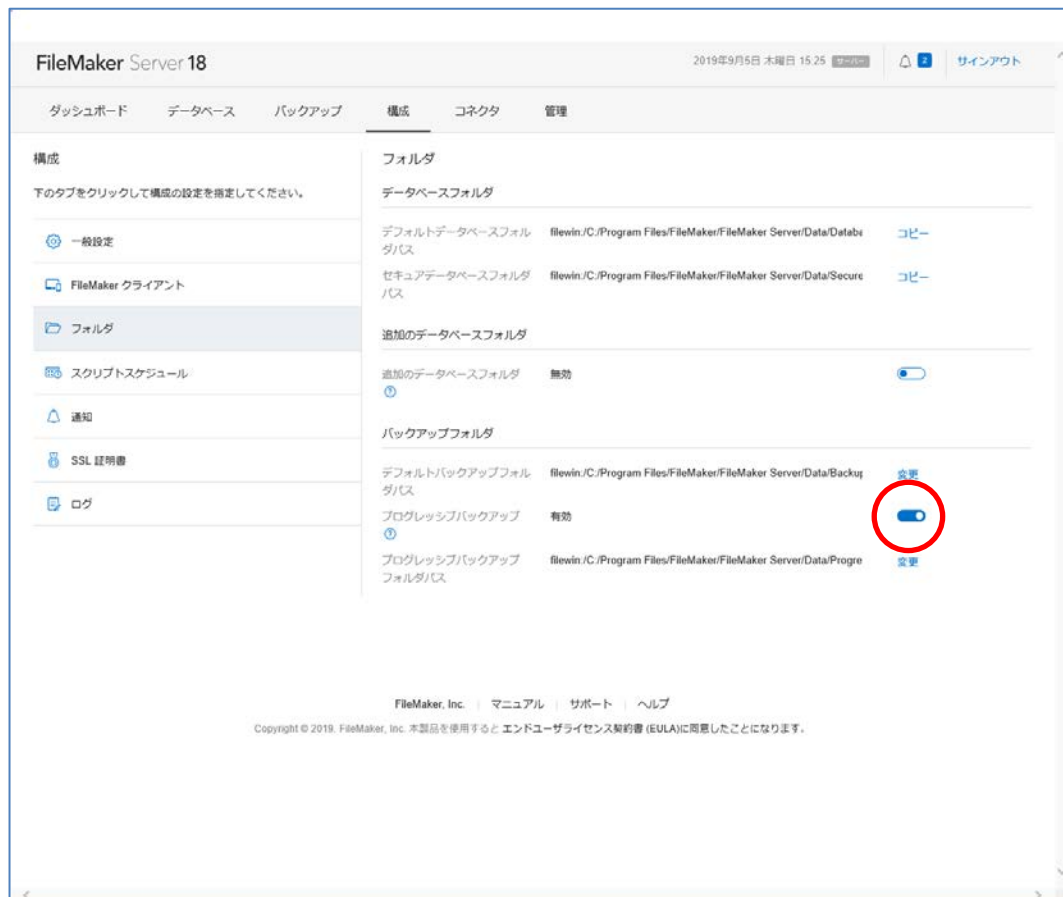 FileMaker Server 18
2019年9月5日 木曜日 15:25 サーバー
2
サインアウト
ダッシュボード データベース バックアップ 構成 コネクタ 管理
構成
下のタブをクリックして構成の設定を指定してください。
一般設定
FileMaker クライアント
フォルダ
スクリプトスケジュール
通知
SSL 証明書
ログ
フォルダ
データベースフォルダ
デフォルトデータベースフォル
ダパス
filewin:/C:/Program Files/FileMaker/FileMaker Server/Data/Databa
コピー
セキュアデータベースフォルダ
パス
filewin:/C:/Program Files/FileMaker/FileMaker Server/Data/Secure
コピー
追加のデータベースフォルダ
追加のデータベースフォルダ
?
無効
バックアップフォルダ
デフォルトバックアップフォル
ダパス
filewin:/C:/Program Files/FileMaker/FileMaker Server/Data/Backup
変更
プログレッシブバックアップ
?
有効
プログレッシブバックアップ
フォルダパス
filewin:/C:/Program Files/FileMaker/FileMaker Server/Data/Progre
変更
FileMaker, Inc. | マニュアル | サポート | ヘルプ
Copyright © 2019. FileMaker, Inc. 本製品を使用すると エンドユーザライセンス契約書 (EULA)に同意したことになります。